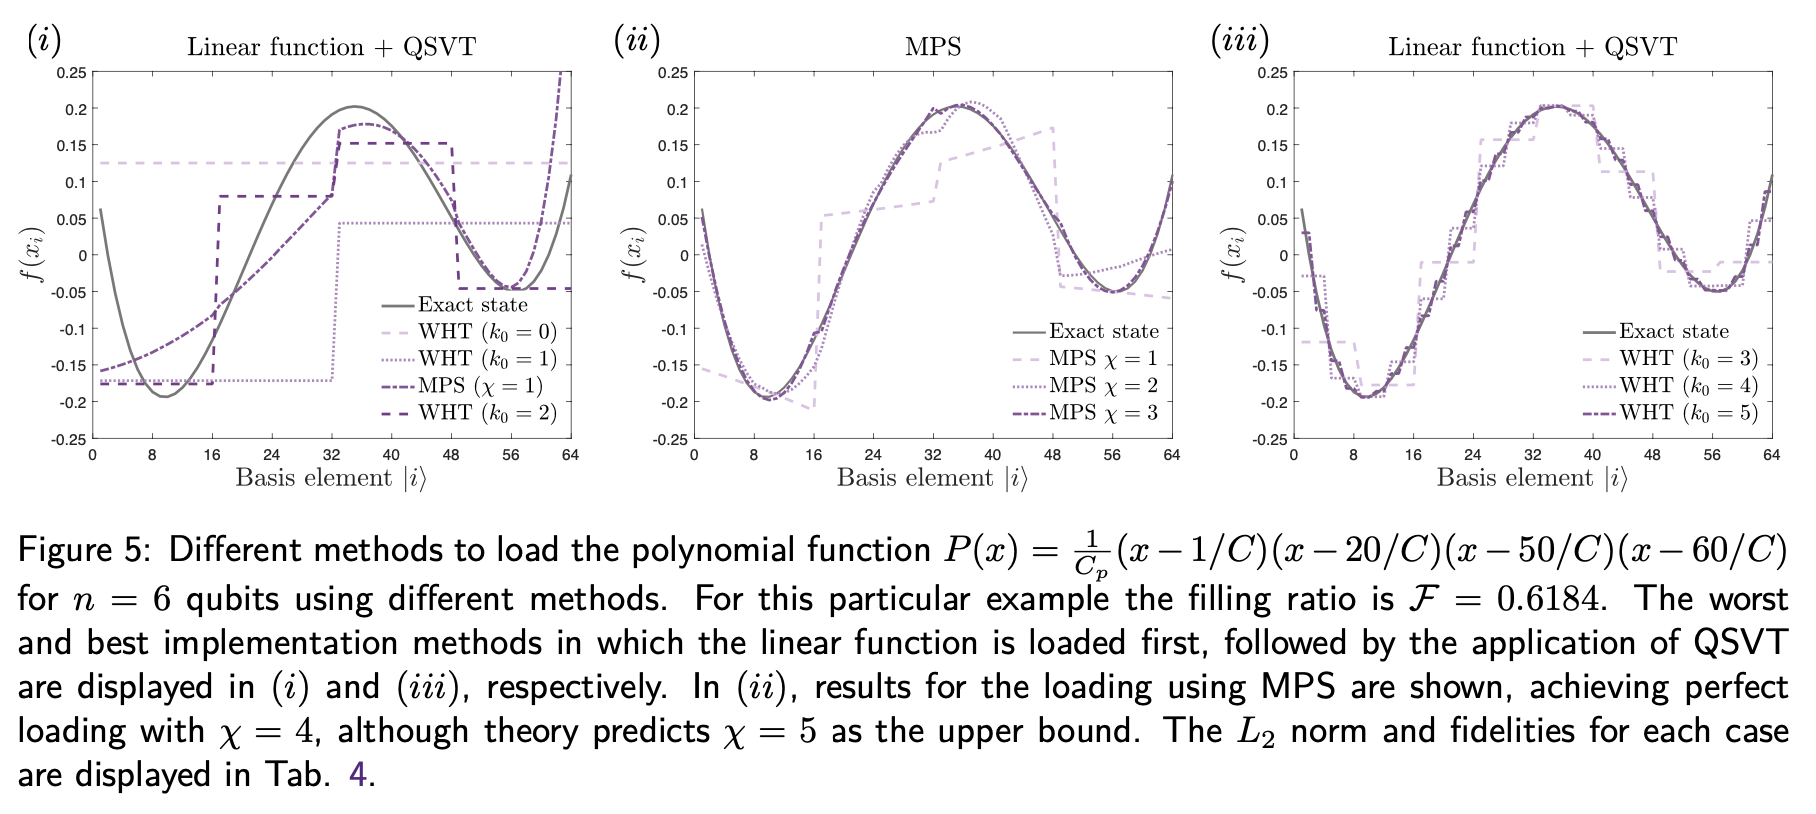 (i)
Linear function + QSVT
0.25
0.2
0.15
0.1
0.05
0
-0.05
-0.1
-0.15
-0.2
-0.25
f(x_i)
Exact state
WHT (k_0 = 0)
WHT (k_0 = 1)
MPS (χ = 1)
WHT (k_0 = 2)
0 8 16 24 32 40 48 56 64
Basis element |i⟩
(ii)
MPS
0.25
0.2
0.15
0.1
0.05
0
-0.05
-0.1
-0.15
-0.2
-0.25
f(x_i)
Exact state
MPS χ = 1
MPS χ = 2
MPS χ = 3
0 8 16 24 32 40 48 56 64
Basis element |i⟩
(iii)
Linear function + QSVT
0.25
0.2
0.15
0.1
0.05
0
-0.05
-0.1
-0.15
-0.2
-0.25
f(x_i)
Exact state
WHT (k_0 = 3)
WHT (k_0 = 4)
WHT (k_0 = 5)
0 8 16 24 32 40 48 56 64
Basis element |i⟩
Figure 5: Different methods to load the polynomial function P(x) = 1/C_p (x − 1/C)(x − 20/C)(x − 50/C)(x − 60/C)
for n = 6 qubits using different methods. For this particular example the filling ratio is ℱ = 0.6184. The worst
and best implementation methods in which the linear function is loaded first, followed by the application of QSVT
are displayed in (i) and (iii), respectively. In (ii), results for the loading using MPS are shown, achieving perfect
loading with χ = 4, although theory predicts χ = 5 as the upper bound. The L_2 norm and fidelities for each case
are displayed in Tab. 4.